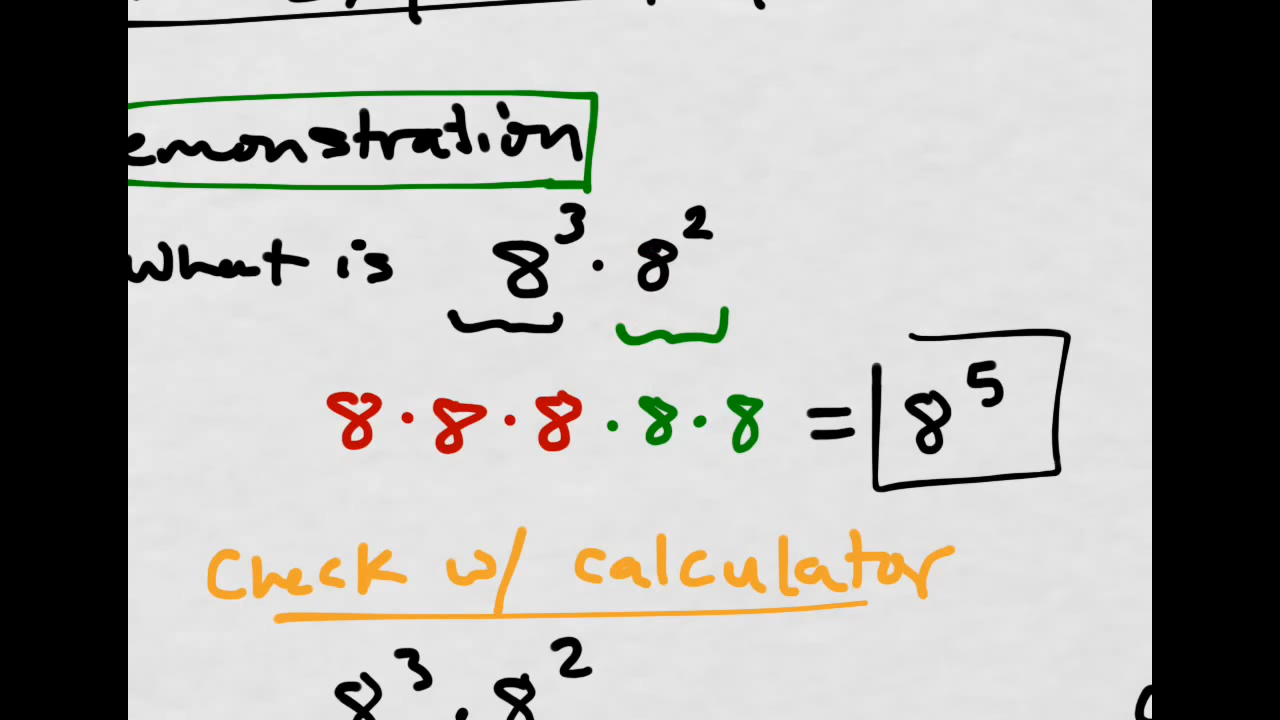 emonstration
What is 8³ · 8²
8 · 8 · 8 · 8 · 8 = 8⁵
Check w/ calculator
8³ · 8²